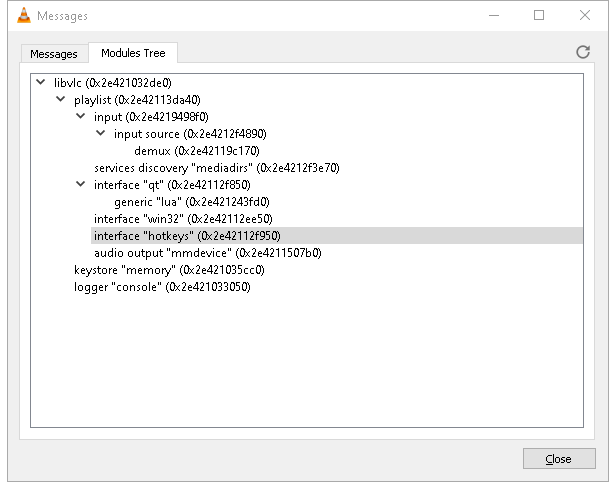 Messages
Messages
Modules Tree
libvlc (0x2e421032de0)
playlist (0x2e42113da40)
input (0x2e4219498f0)
input source (0x2e4212f4890)
demux (0x2e42119c170)
services discovery "mediadirs" (0x2e4212f3e70)
interface "qt" (0x2e42112f850)
generic "lua" (0x2e421243fd0)
interface "win32" (0x2e42112ee50)
interface "hotkeys" (0x2e42112f950)
audio output "mmdevice" (0x2e4211507b0)
keystore "memory" (0x2e421035cc0)
logger "console" (0x2e421033050)
Close